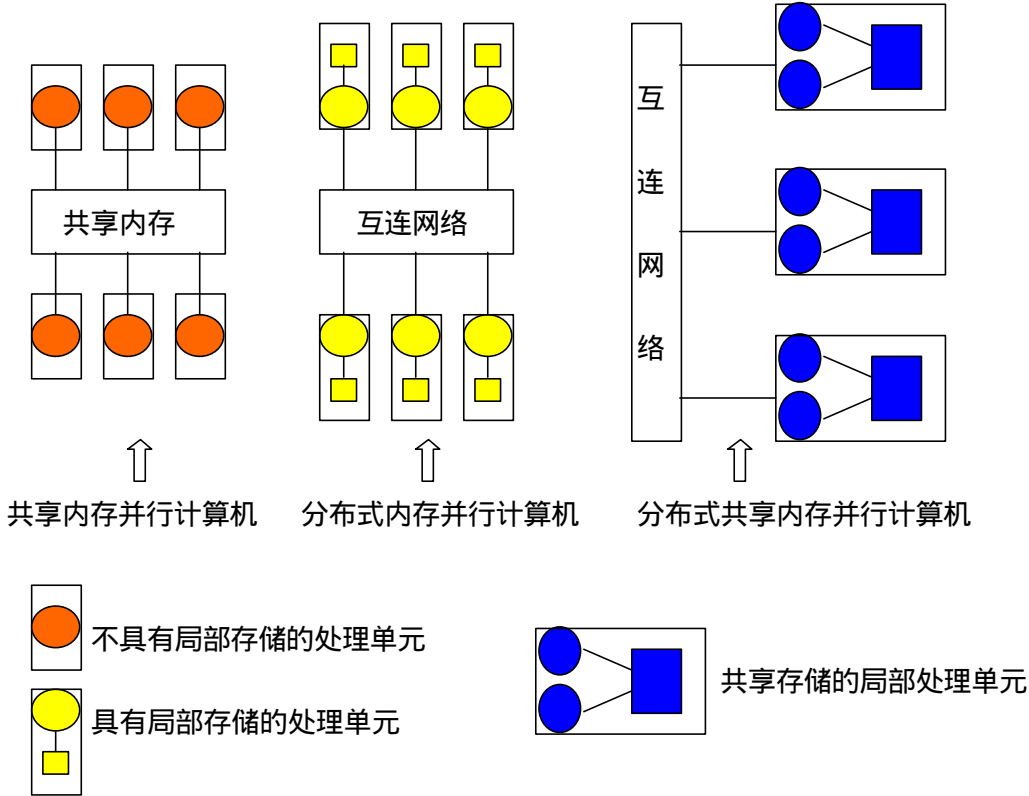 共享内存
互连网络
互连网络
共享内存并行计算机
分布式内存并行计算机
分布式共享内存并行计算机
不具有局部存储的处理单元
具有局部存储的处理单元
共享存储的局部处理单元